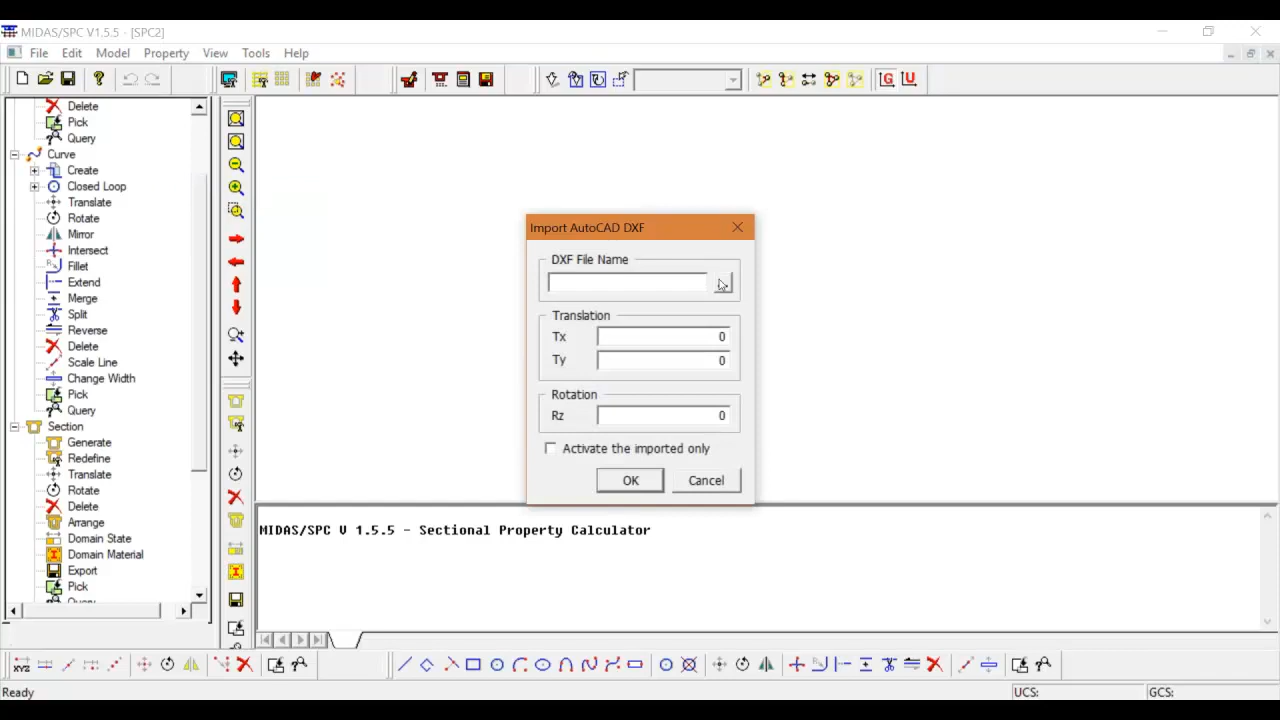 MIDAS/SPC V1.5.5 - [SPC2]
File Edit Model Property View Tools Help
Delete
Pick
Query
Curve
Create
Closed Loop
Translate
Rotate
Mirror
Intersect
Fillet
Extend
Merge
Split
Reverse
Delete
Scale Line
Change Width
Pick
Query
Section
Generate
Redefine
Translate
Rotate
Delete
Arrange
Domain State
Domain Material
Export
Pick
G U
Import AutoCAD DXF
DXF File Name
Translation
Tx 0
Ty 0
Rotation
Rz 0
Activate the imported only
OK Cancel
MIDAS/SPC V 1.5.5 - Sectional Property Calculator
XYZ
Ready UCS: GCS: